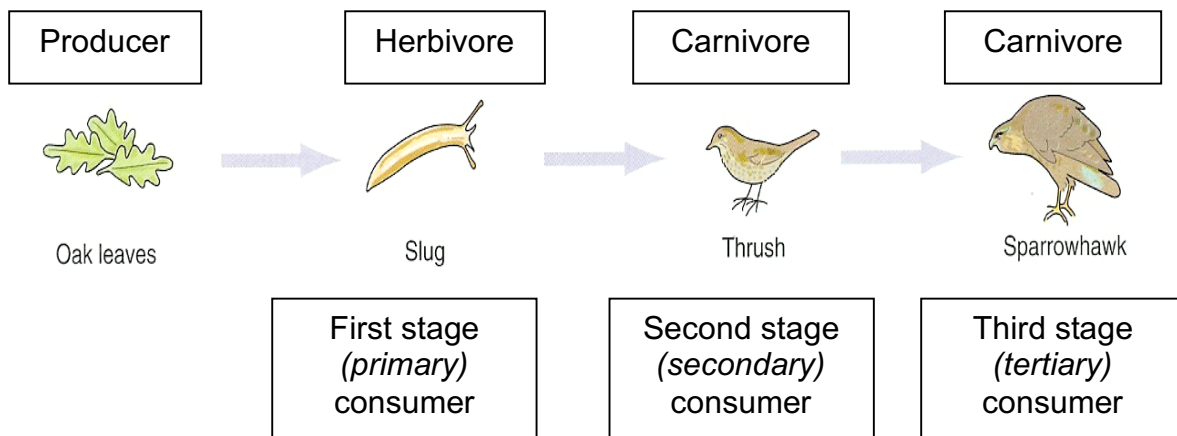 Producer
Herbivore
Carnivore
Carnivore
Oak leaves
Slug
Thrush
Sparrowhawk
First stage
(primary)
consumer
Second stage
(secondary)
consumer
Third stage
(tertiary)
consumer